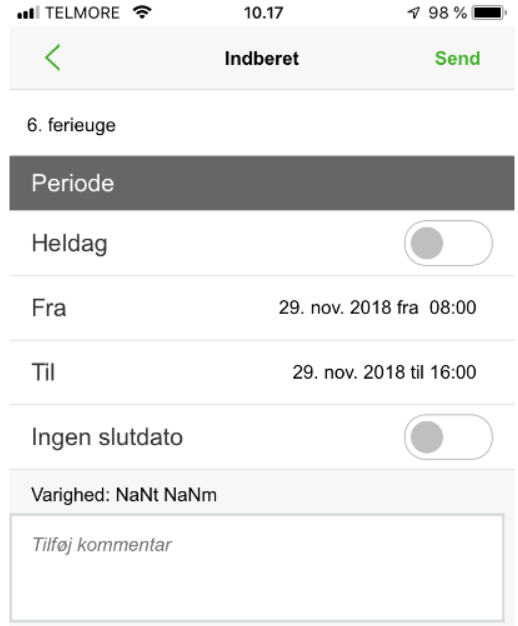 TELMORE 10.17 98 %
Indberet Send
6. ferieuge
Periode
Heldag
Fra 29. nov. 2018 fra 08:00
Til 29. nov. 2018 til 16:00
Ingen slutdato
Varighed: NaNt NaNm
Tilføj kommentar